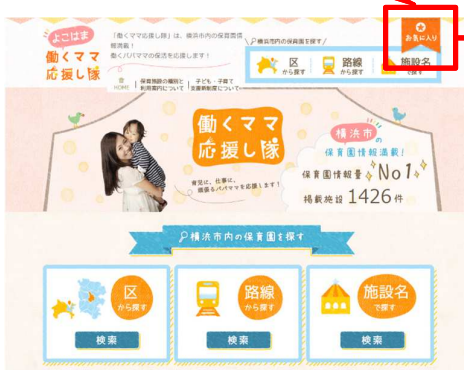 よこはま
働くママ
応援し隊
「働くママ応援し隊」は、横浜市内の保育園情
報満載！
働くパパママの保活を応援します！
HOME
保育施設の種別と
利用案内について
子ども・子育て
支援新制度について
横浜市内の保育園を探す
区
から探す
路線
から探す
施設名
で探す
お気に入り
働くママ
応援し隊
育児に、仕事に、
頑張るパパママを応援します！
横浜市の
保育園情報満載！
保育園情報量 No1
掲載施設 1426件
横浜市内の保育園を探す
区
から探す
検索
路線
から探す
検索
施設名
で探す
検索